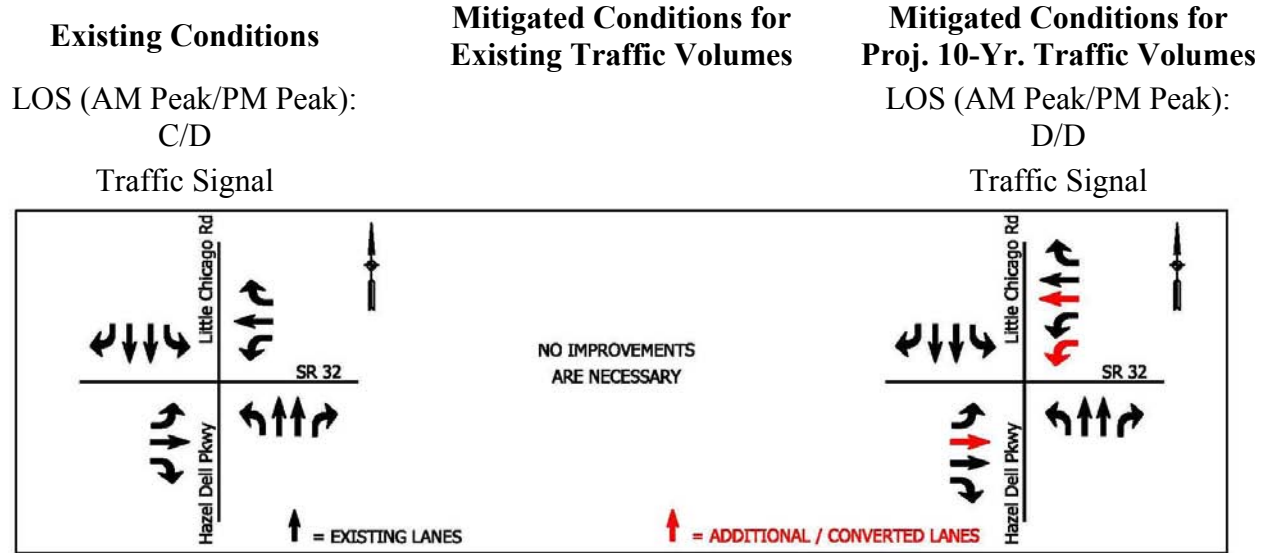 Existing Conditions
Mitigated Conditions for
Existing Traffic Volumes
Mitigated Conditions for
Proj. 10-Yr. Traffic Volumes
LOS (AM Peak/PM Peak):
C/D
Traffic Signal
LOS (AM Peak/PM Peak):
D/D
Traffic Signal
Little Chicago Rd
SR 32
Hazel Dell Pkwy
= EXISTING LANES
NO IMPROVEMENTS
ARE NECESSARY
= ADDITIONAL / CONVERTED LANES
Little Chicago Rd
SR 32
Hazel Dell Pkwy